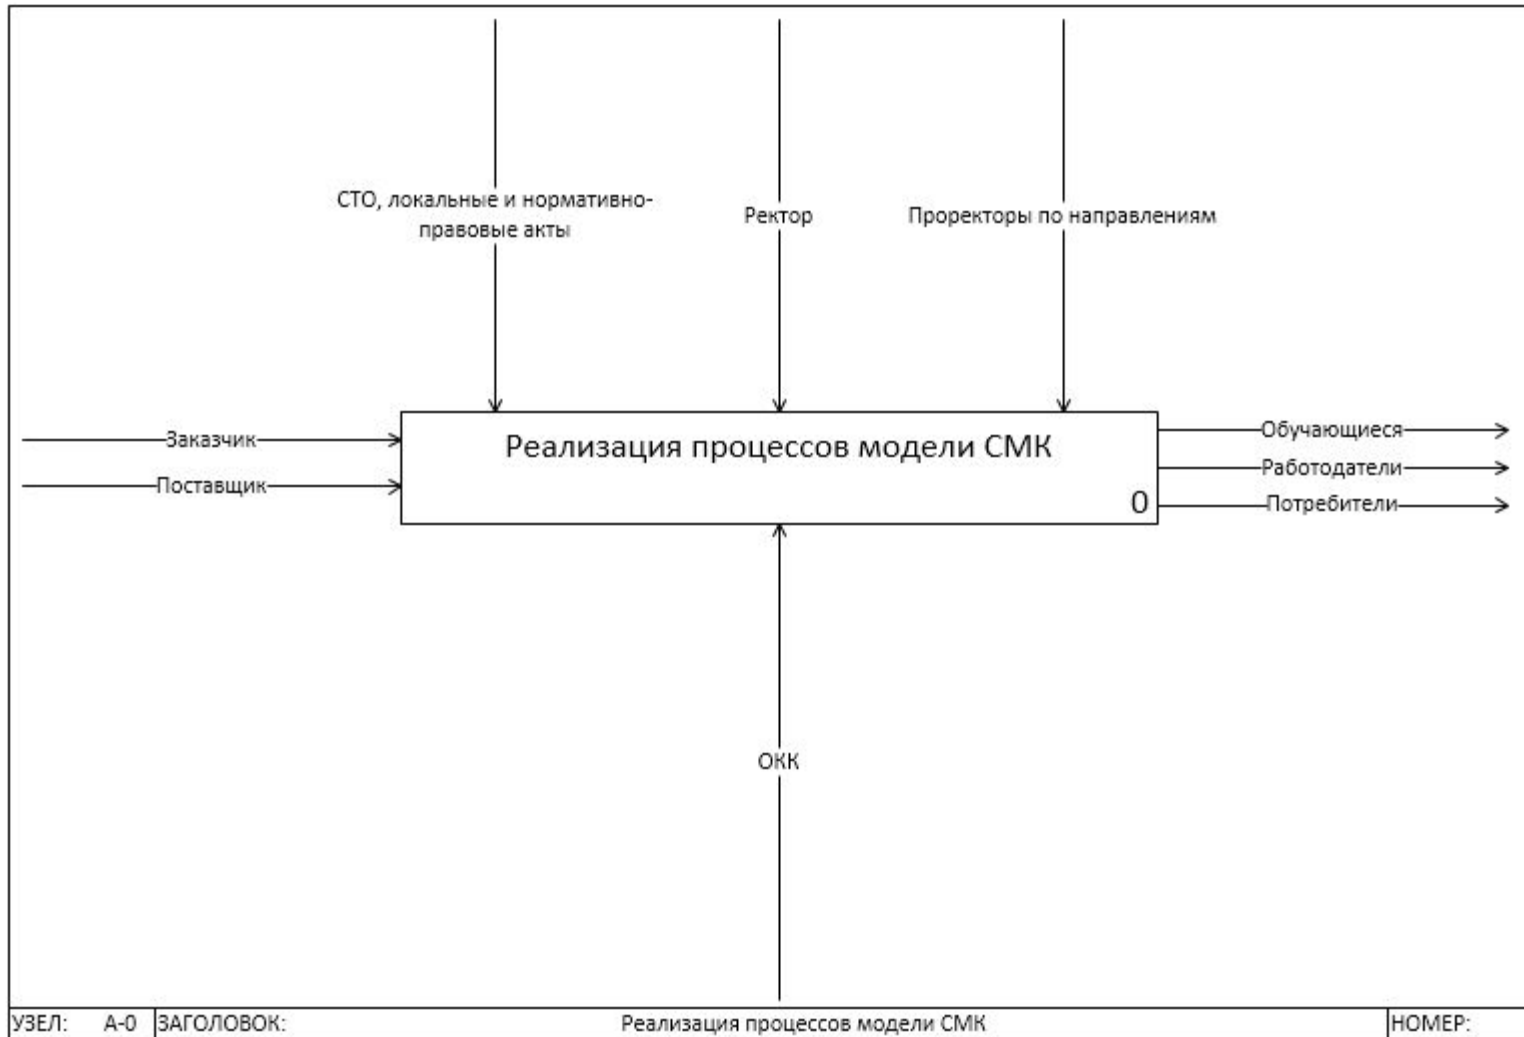 СТО, локальные и нормативно-
правовые акты
Ректор
Проректоры по направлениям
Заказчик
Поставщик
Реализация процессов модели СМК
0
Обучающиеся
Работодатели
Потребители
ОКК
УЗЕЛ: А-0 ЗАГОЛОВОК: Реализация процессов модели СМК НОМЕР: